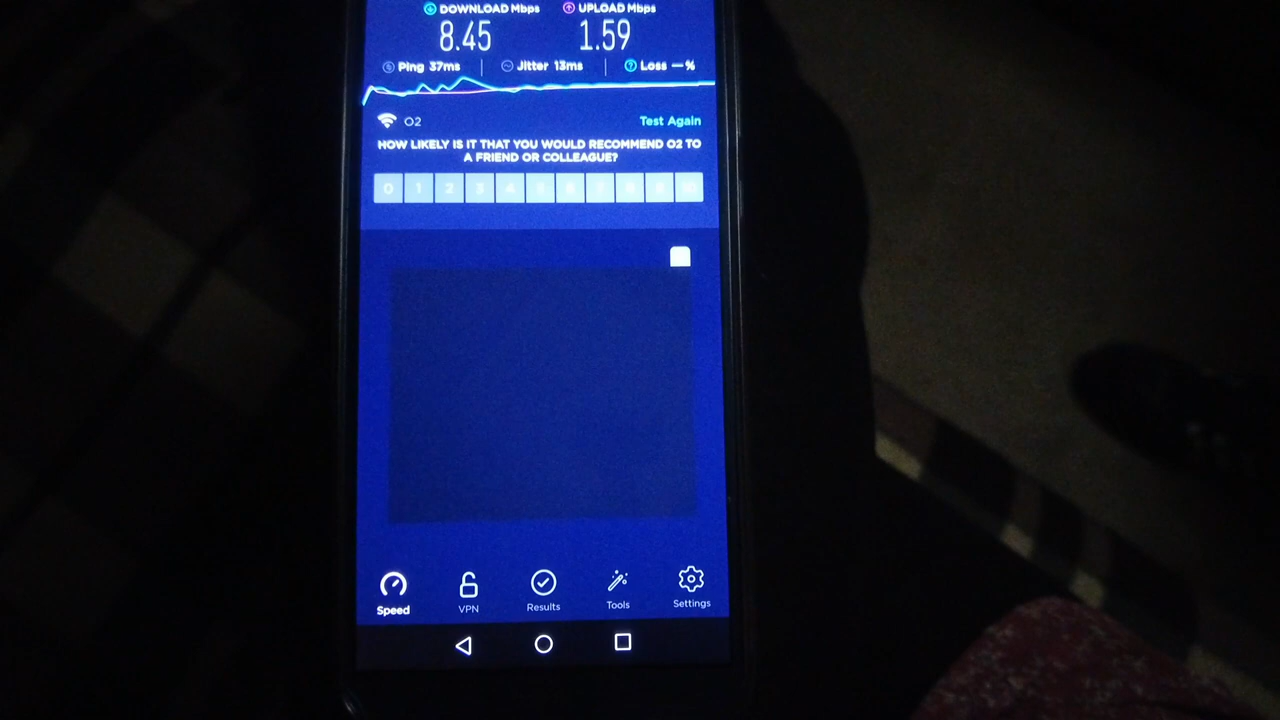 DOWNLOAD Mbps UPLOAD Mbps
8.45 1.59
Ping 37ms Jitter 13ms Loss — %
O2 Test Again
HOW LIKELY IS IT THAT YOU WOULD RECOMMEND O2 TO
A FRIEND OR COLLEAGUE?
0 1 2 3 4 5 6 7 8 9 10
Speed VPN Results Tools Settings